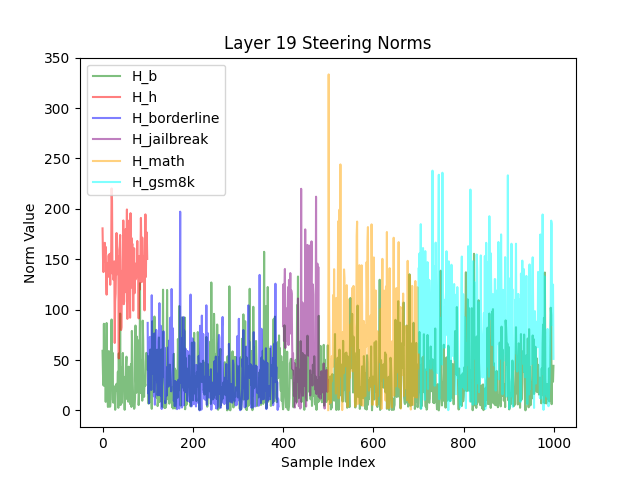 Layer 19 Steering Norms
350
300
250
200
150
100
50
0
Norm Value
H_b
H_h
H_borderline
H_jailbreak
H_math
H_gsm8k
0 200 400 600 800 1000
Sample Index